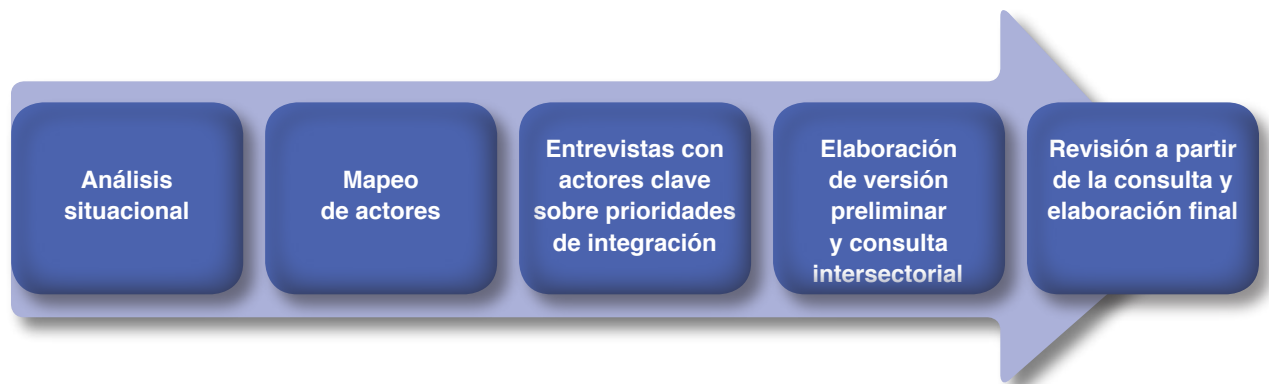 Análisis
situacional
Mapeo
de actores
Entrevistas con
actores clave
sobre prioridades
de integración
Elaboración
de versión
preliminar
y consulta
intersectorial
Revisión a partir
de la consulta y
elaboración final